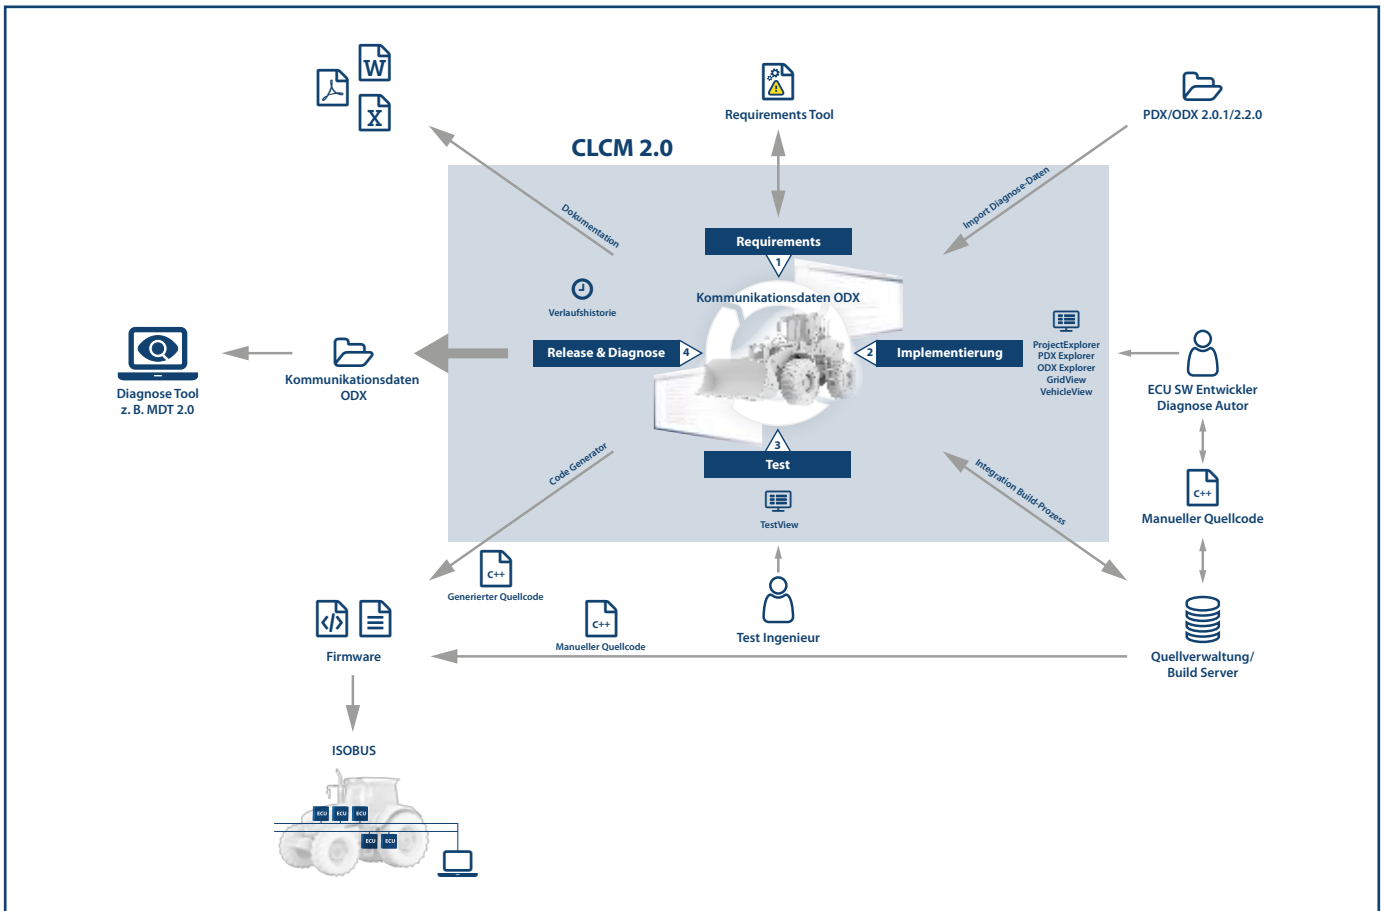 W
X
Requirements Tool
PDX/ODX 2.0.1/2.2.0
CLCM 2.0
Dokumentation
Import Diagnose-Daten
Requirements
1
Kommunikationsdaten ODX
Verlaufshistorie
Release & Diagnose
4
2
Implementierung
ProjectExplorer
PDX Explorer
ODX Explorer
GridView
VehicleView
Kommunikationsdaten
ODX
Diagnose Tool
z. B. MDT 2.0
ECU SW Entwickler
Diagnose Autor
3
Test
TestView
Code Generator
Integration Build-Prozess
C++
Manueller Quellcode
C++
Generierter Quellcode
C++
Manueller Quellcode
Test Ingenieur
</>
Firmware
Quellverwaltung/
Build Server
ISOBUS
ECU
ECU
ECU
ECU
ECU